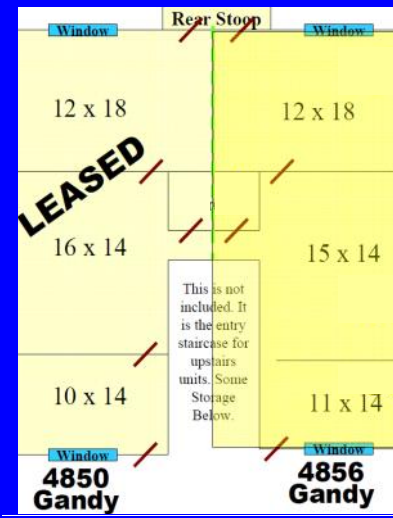 Rear Stoop
Window
Window
12 x 18
12 x 18
LEASED
16 x 14
15 x 14
This is not
included. It
is the entry
staircase for
upstairs
units. Some
Storage
Below.
10 x 14
11 x 14
Window
Window
4850
Gandy
4856
Gandy